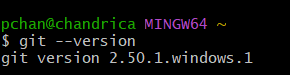 pchan@chandrica MINGW64 ~
$ git --version
git version 2.50.1.windows.1